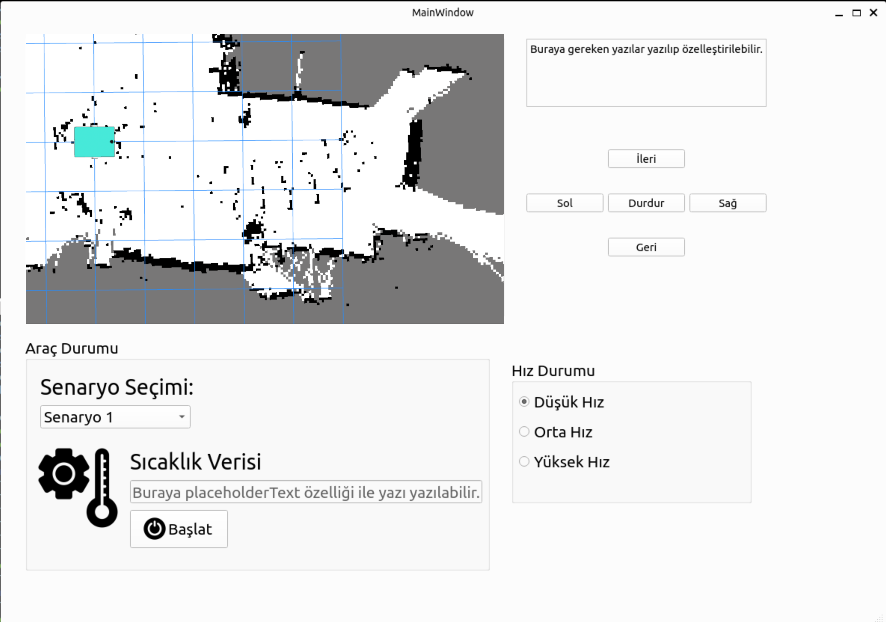 MainWindow
Buraya gereken yazılar yazılıp özelleştirilebilir.
İleri
Sol
Durdur
Sağ
Geri
Araç Durumu
Senaryo Seçimi:
Senaryo 1
Sıcaklık Verisi
Buraya placeholderText özelliği ile yazı yazılabilir.
Başlat
Hız Durumu
Düşük Hız
Orta Hız
Yüksek Hız